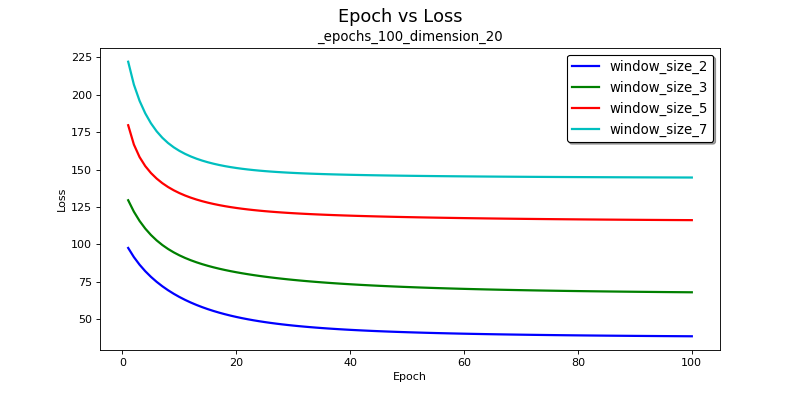 Epoch vs Loss
_epochs_100_dimension_20
225
200
175
150
125
100
75
50
Loss
window_size_2
window_size_3
window_size_5
window_size_7
0 20 40 60 80 100
Epoch